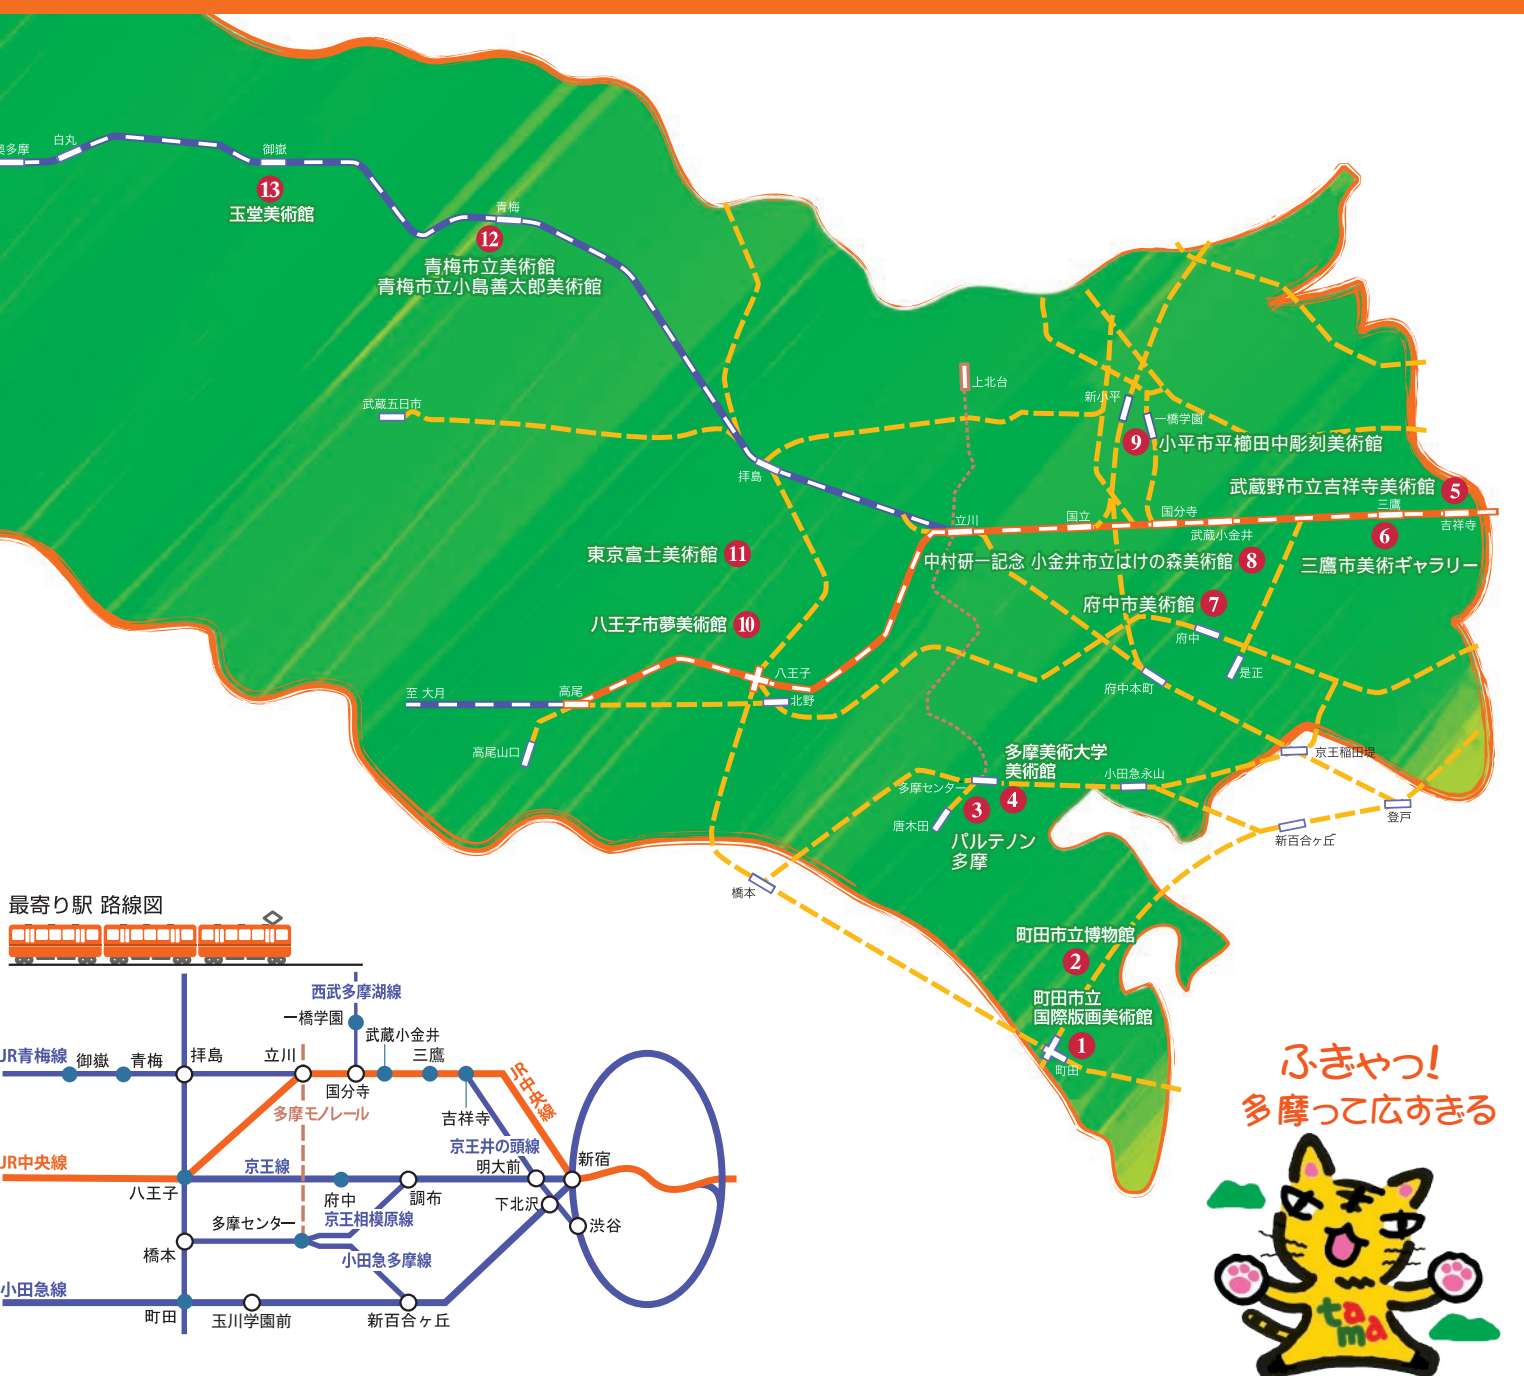 奥多摩
白丸
御嶽
13
玉堂美術館
青梅
12
青梅市立美術館
青梅市立小島善太郎美術館
武蔵五日市
拝島
上北台
新小平
一橋学園
9 小平市平櫛田中彫刻美術館
武蔵野市立吉祥寺美術館 5
三鷹
吉祥寺
立川
国立
国分寺
武蔵小金井
6
三鷹市美術ギャラリー
東京富士美術館 11
中村研一記念 小金井市立はけの森美術館 8
府中市美術館 7
府中
是正
府中本町
八王子市夢美術館 10
八王子
北野
至 大月
高尾
高尾山口
多摩美術大学
美術館
多摩センター
4
3
唐木田
パルテノン
多摩
小田急永山
京王稲田堤
登戸
新百合ヶ丘
橋本
町田市立博物館
2
町田市立
国際版画美術館
1
町田
最寄り駅 路線図
西武多摩湖線
一橋学園
武蔵小金井
JR青梅線
御嶽
青梅
拝島
立川
国分寺
三鷹
吉祥寺
JR中央線
多摩モノレール
京王井の頭線
JR中央線
京王線
明大前
新宿
八王子
府中
調布
下北沢
渋谷
多摩センター
京王相模原線
橋本
小田急多摩線
小田急線
町田
玉川学園前
新百合ヶ丘
ふぎゃっ!
多摩って広すぎる
tama